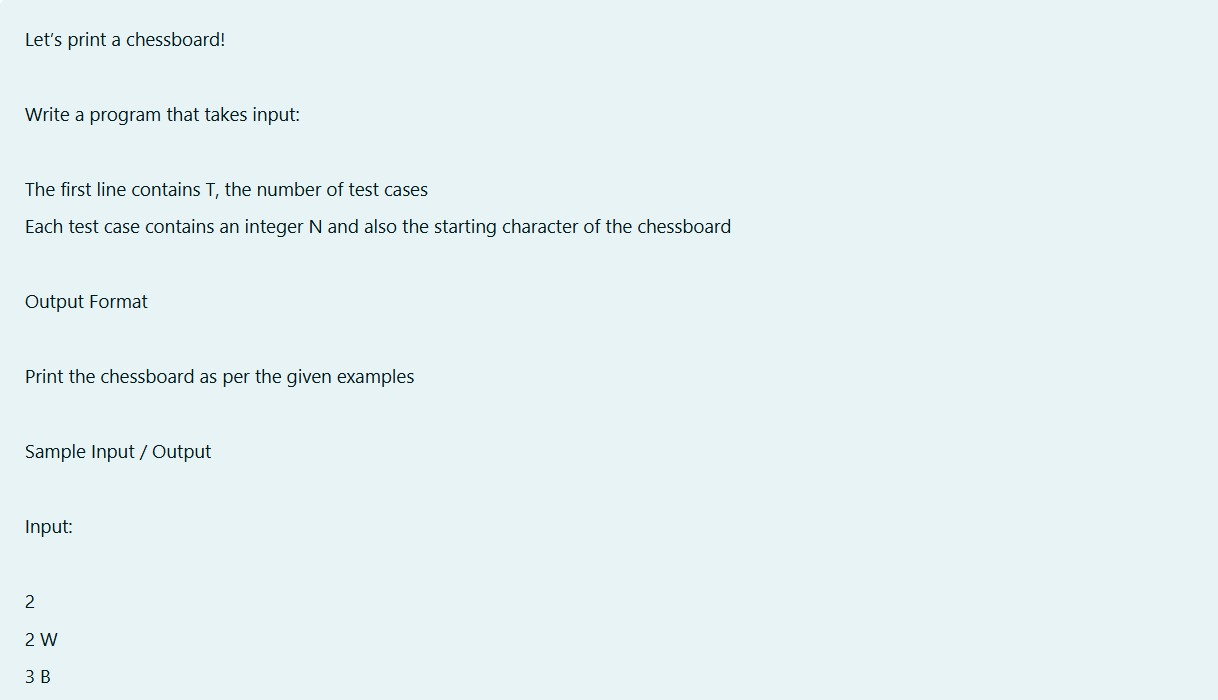 Let’s print a chessboard!
Write a program that takes input:
The first line contains T, the number of test cases
Each test case contains an integer N and also the starting character of the chessboard
Output Format
Print the chessboard as per the given examples
Sample Input / Output
Input:
2
2 W
3 B